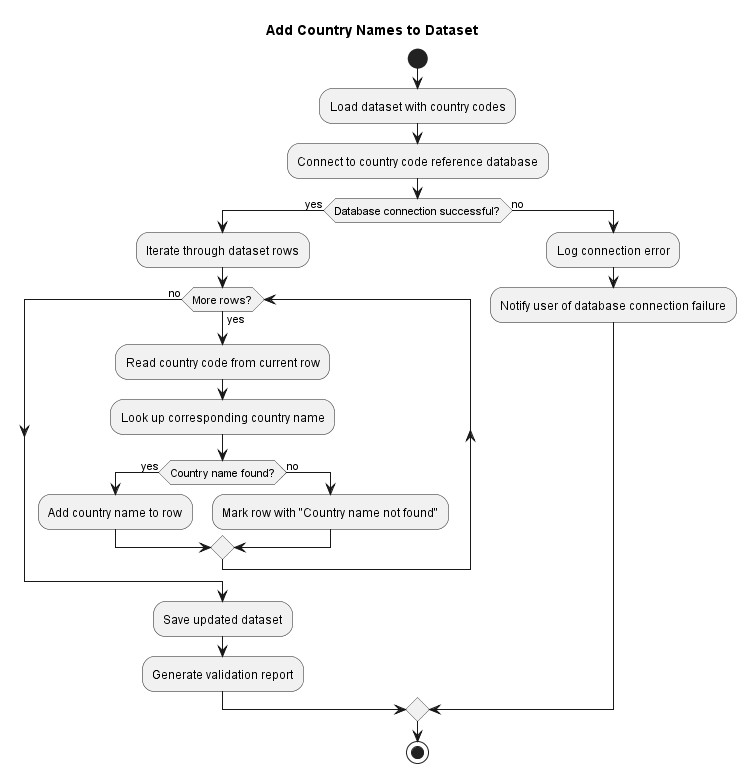 Add Country Names to Dataset
Load dataset with country codes
Connect to country code reference database
yes
Database connection successful?
no
Iterate through dataset rows
Log connection error
no
More rows?
Notify user of database connection failure
yes
Read country code from current row
Look up corresponding country name
yes
Country name found?
no
Add country name to row
Mark row with "Country name not found"
Save updated dataset
Generate validation report